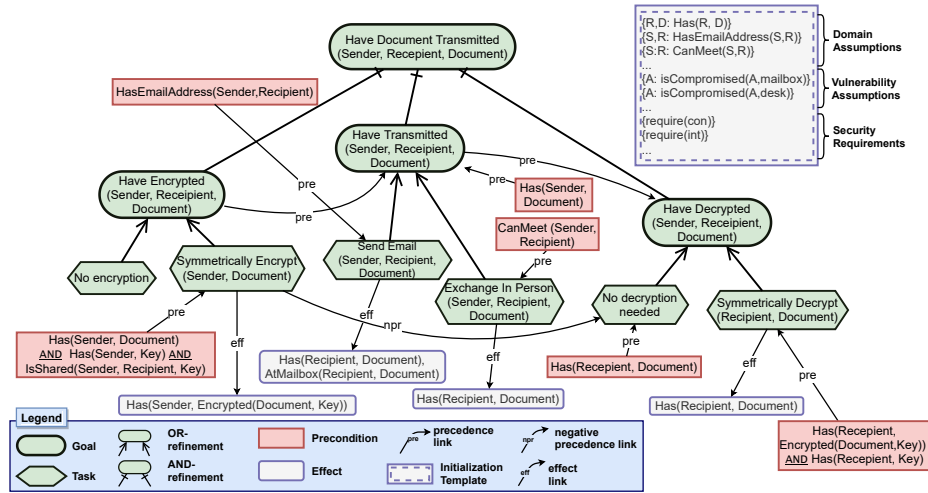 Have Document Transmitted
(Sender, Recepient, Document)
{R,D: Has(R, D)}
{S,R: HasEmailAddress(S,R)}
{S:R: CanMeet(S,R)}
...
{A: isCompromised(A,mailbox)}
{A: isCompromised(A,desk)}
...
{require(con)}
{require(int)}
...
Domain
Assumptions
Vulnerability
Assumptions
Security
Requirements
HasEmailAddress(Sender,Recipient)
Have Transmitted
(Sender, Receipient,
Document)
pre
pre
pre
pre
Has(Sender,
Document)
Have Encrypted
(Sender, Receipient,
Document)
CanMeet (Sender,
Recipient)
pre
Have Decrypted
(Sender, Receipient,
Document)
No encryption
Symmetrically Encrypt
(Sender, Document)
Send Email
(Sender, Recipient,
Document)
Exchange In Person
(Sender, Recipient,
Document)
No decryption
needed
Symmetrically Decrypt
(Recipient, Document)
pre
eff
eff
npr
eff
pre
eff
pre
Has(Sender, Document)
AND Has(Sender, Key) AND
IsShared(Sender, Recipient, Key)
Has(Recipient, Document),
AtMailbox(Recipient, Document)
Has(Recepient, Document)
Has(Sender, Encrypted(Document, Key))
Has(Recipient, Document)
Has(Recipient, Document)
Has(Recepient,
Encrypted(Document,Key))
AND Has(Recepient, Key)
Legend
Goal
Task
OR-
refinement
AND-
refinement
Precondition
Effect
pre
precedence
link
Initialization
Template
npr
negative
precedence link
eff
effect
link